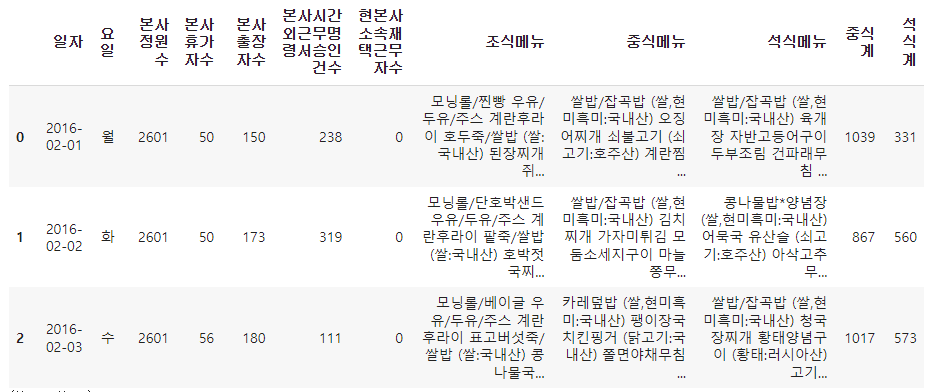 일자 요일 본사정원수 본사휴가자수 본사출장자수 본사시간외근무명령서승인건수 현본사소속재택근무자수 조식메뉴 중식메뉴 석식메뉴 중식계 석식계
0 2016-02-01 월 2601 50 150 238 0 모닝롤/찐빵 우유/두유/주스 계란후라이 호두죽/쌀밥 (쌀:국내산) 된장찌개 쥐... 쌀밥/잡곡밥 (쌀,현미흑미:국내산) 오징어찌개 쇠불고기 (쇠고기:호주산) 계란찜 ... 쌀밥/잡곡밥 (쌀,현미흑미:국내산) 육개장 자반고등어구이 두부조림 건파래무침 ... 1039 331
1 2016-02-02 화 2601 50 173 319 0 모닝롤/단호박샌드 우유/두유/주스 계란후라이 팥죽/쌀밥 (쌀:국내산) 호박젓국찌... 쌀밥/잡곡밥 (쌀,현미흑미:국내산) 김치찌개 가자미튀김 모둠소세지구이 마늘쫑무... 콩나물밥*양념장 (쌀,현미흑미:국내산) 어묵국 유산슬 (쇠고기:호주산) 아삭고추무... 867 560
2 2016-02-03 수 2601 56 180 111 0 모닝롤/베이글 우유/두유/주스 계란후라이 표고버섯죽/쌀밥 (쌀:국내산) 콩나물국... 카레덮밥 (쌀,현미흑미:국내산) 팽이장국 치킨핑거 (닭고기:국내산) 쫄면야채무침 ... 쌀밥/잡곡밥 (쌀,현미흑미:국내산) 청국장찌개 황태양념구이 (황태:러시아산) 고기... 1017 573